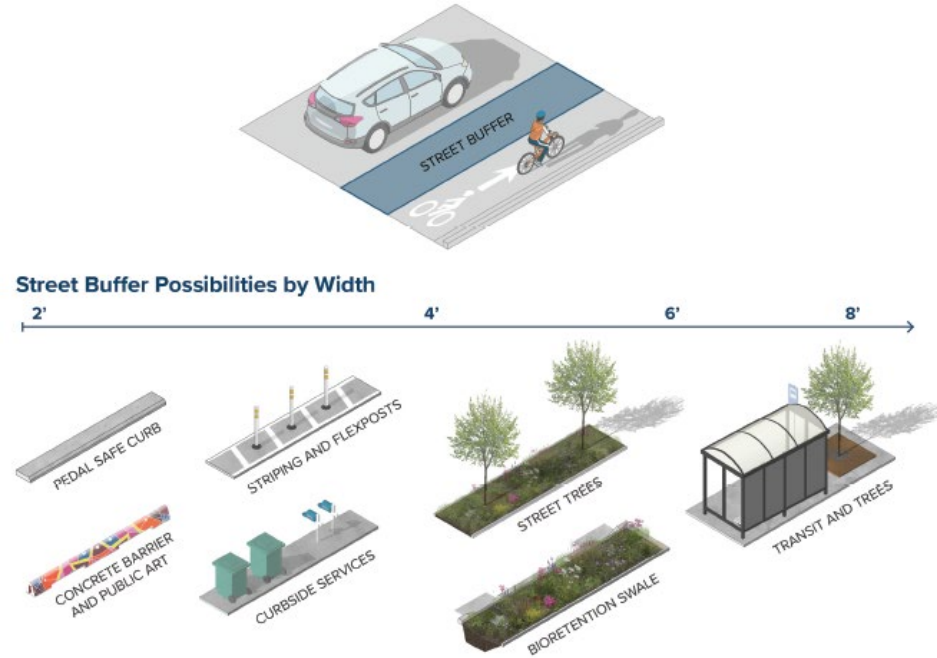 STREET BUFFER
Street Buffer Possibilities by Width
2’
4’
6’
8’
PEDAL SAFE CURB
STRIPING AND FLEXPOSTS
STREET TREES
TRANSIT AND TREES
CONCRETE BARRIER
AND PUBLIC ART
CURBSIDE SERVICES
BIORETENTION SWALE